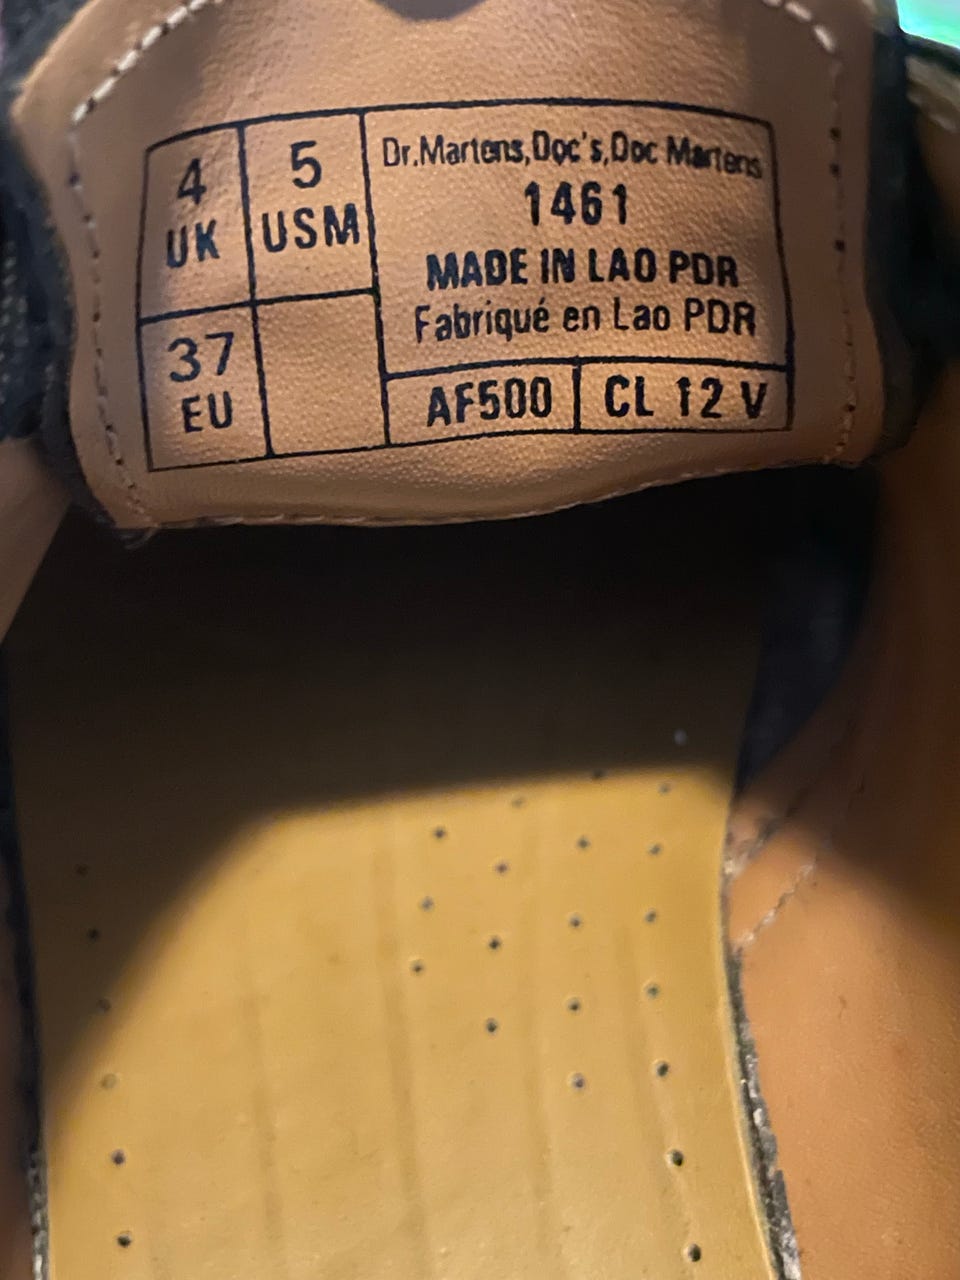 4
UK
5
USM
37
EU
Dr.Martens,Doc's,Doc Martens
1461
MADE IN LAO PDR
Fabriqué en Lao PDR
AF500
CL 12 V